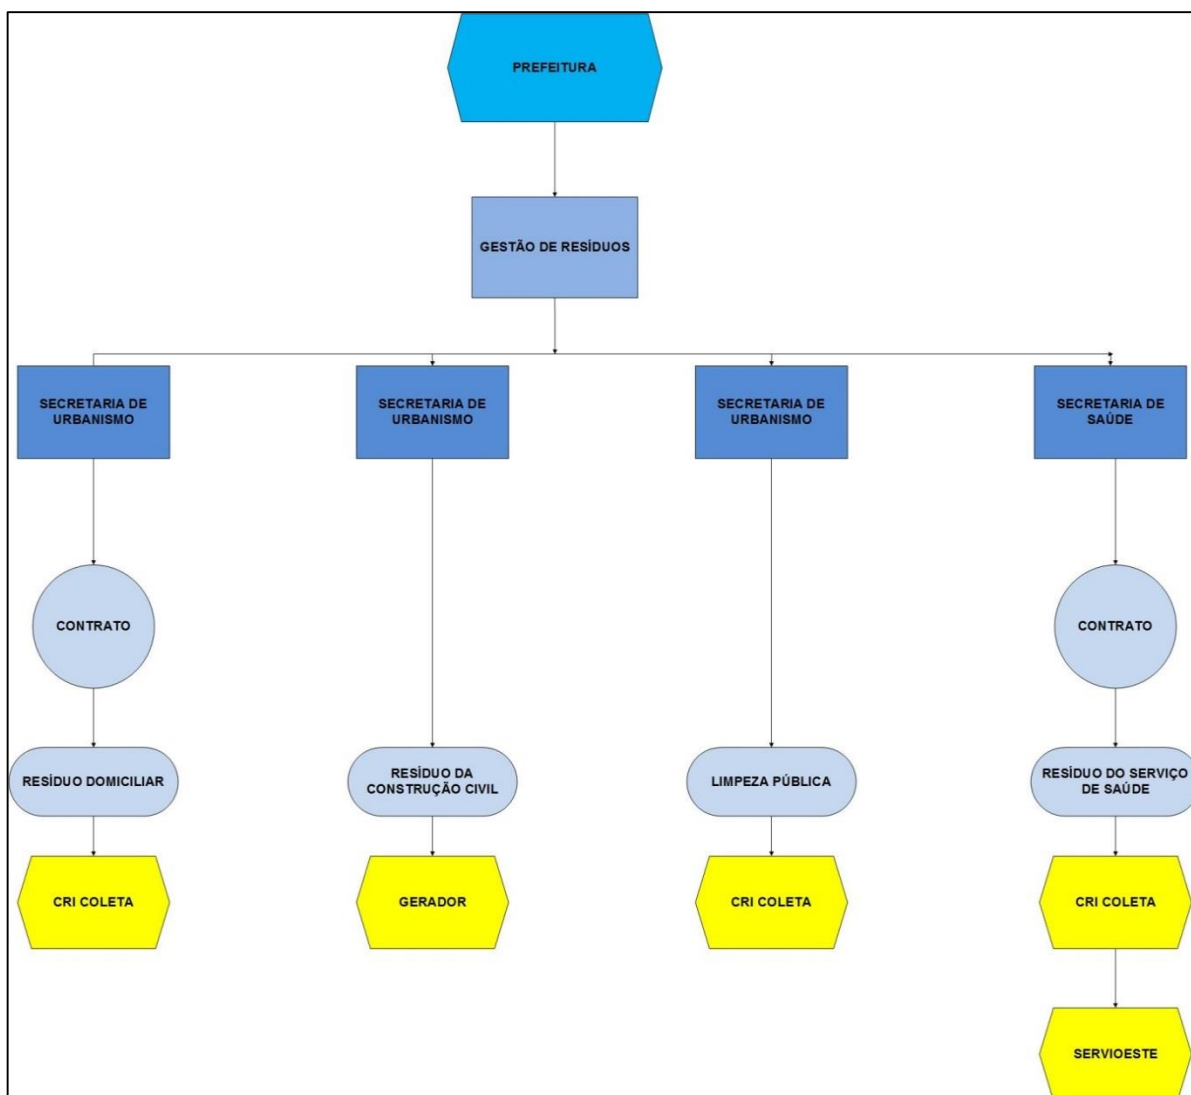 PREFEITURA
GESTÃO DE RESÍDUOS
SECRETARIA DE
URBANISMO
SECRETARIA DE
URBANISMO
SECRETARIA DE
URBANISMO
SECRETARIA DE
SAÚDE
CONTRATO
CONTRATO
RESÍDUO DOMICILIAR
RESÍDUO DA
CONSTRUÇÃO CIVIL
LIMPEZA PÚBLICA
RESÍDUO DO SERVIÇO
DE SAÚDE
CRI COLETA
GERADOR
CRI COLETA
CRI COLETA
SERVIOESTE